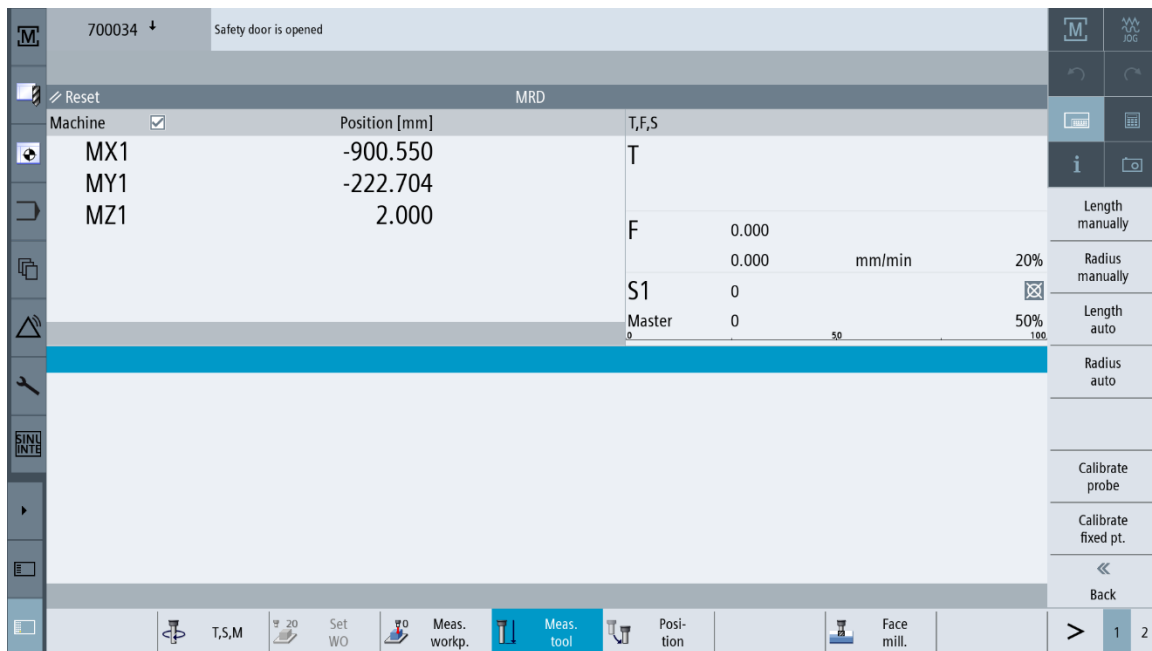 M
700034
Safety door is opened
M
JOG
Reset
MRD
Machine
Position [mm]
T,F,S
MX1
-900.550
T
MY1
-222.704
MZ1
2.000
F
0.000
0.000
mm/min
20%
S1
0
Master
0
50%
0
50
100
SINU
INTE
i
Length
manually
Radius
manually
Length
auto
Radius
auto
Calibrate
probe
Calibrate
fixed pt.
Back
T,S,M
20
Set
WO
Meas.
workp.
Meas.
tool
Posi-
tion
Face
mill.
1
2